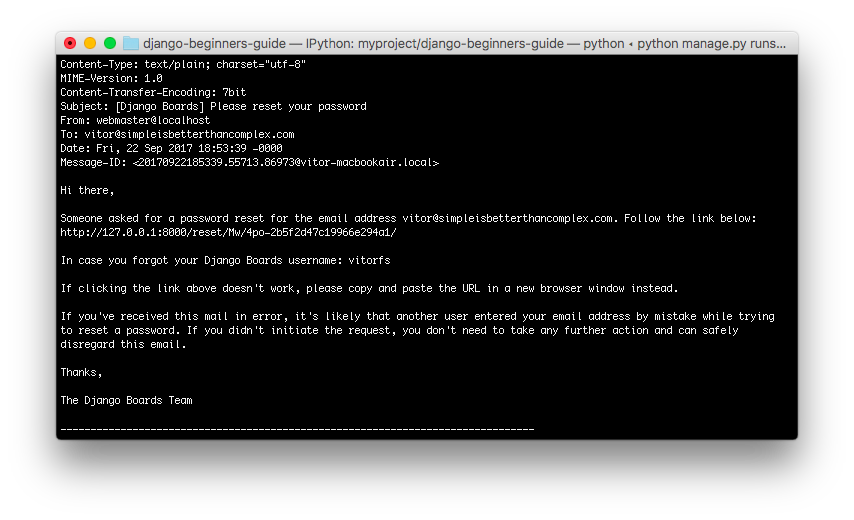 django-beginners-guide — IPython: myproject/django-beginners-guide — python ◂ python manage.py runs...
Content-Type: text/plain; charset="utf-8"
MIME-Version: 1.0
Content-Transfer-Encoding: 7bit
Subject: [Django Boards] Please reset your password
From: webmaster@localhost
To: vitor@simpleisbetterthancomplex.com
Date: Fri, 22 Sep 2017 18:53:39 -0000
Message-ID: <20170922185339.55713.86973@vitor-macbookair.local>
Hi there,
Someone asked for a password reset for the email address vitor@simpleisbetterthancomplex.com. Follow the link below:
http://127.0.0.1:8000/reset/Mw/4po-2b5f2d47c19966e294a1/
In case you forgot your Django Boards username: vitorfs
If clicking the link above doesn't work, please copy and paste the URL in a new browser window instead.
If you've received this mail in error, it's likely that another user entered your email address by mistake while trying
to reset a password. If you didn't initiate the request, you don't need to take any further action and can safely
disregard this email.
Thanks,
The Django Boards Team
-------------------------------------------------------------------------------